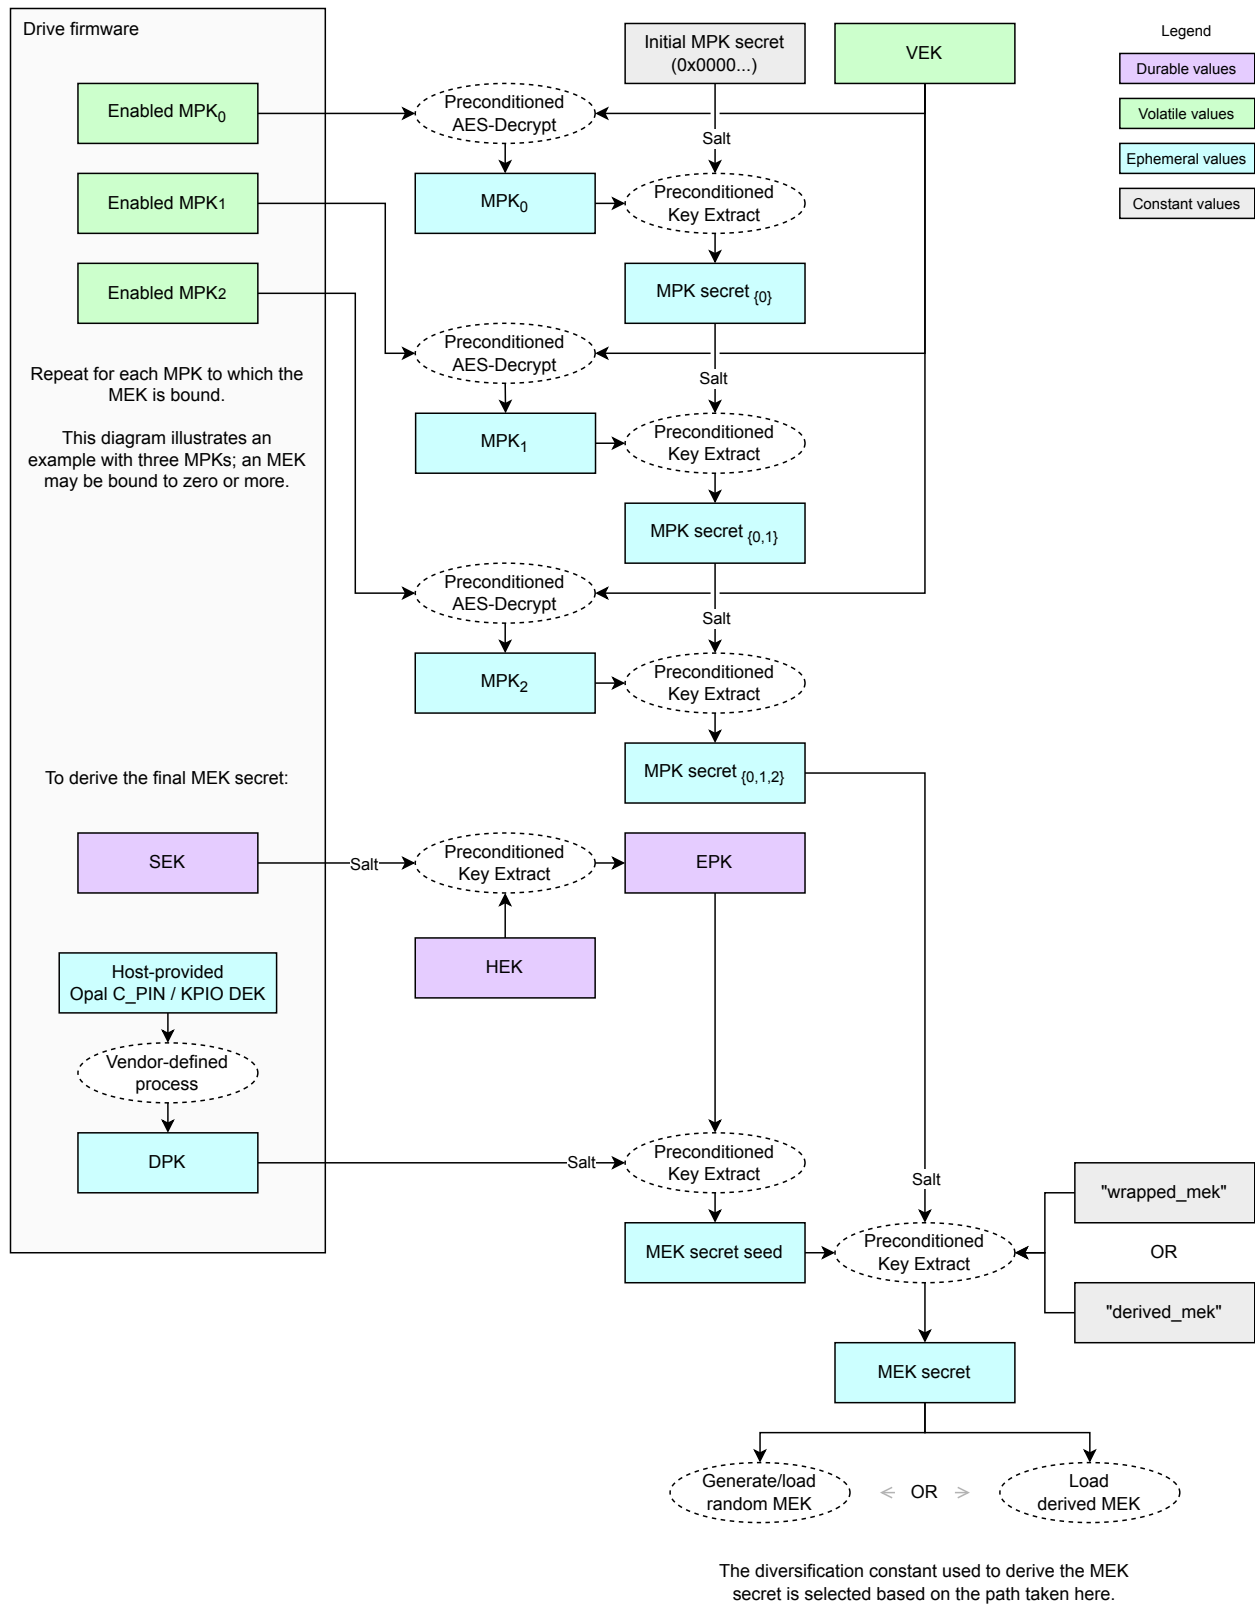 Drive firmware
Initial MPK secret
(0x0000...)
VEK
Legend
Durable values
Volatile values
Ephemeral values
Constant values
Enabled MPK0
Preconditioned
AES-Decrypt
Salt
Enabled MPK1
MPK0
Preconditioned
Key Extract
Enabled MPK2
MPK secret {0}
Preconditioned
AES-Decrypt
Salt
Repeat for each MPK to which the
MEK is bound.
This diagram illustrates an
example with three MPKs; an MEK
may be bound to zero or more.
MPK1
Preconditioned
Key Extract
MPK secret {0,1}
Preconditioned
AES-Decrypt
Salt
MPK2
Preconditioned
Key Extract
MPK secret {0,1,2}
To derive the final MEK secret:
SEK
Salt
Preconditioned
Key Extract
EPK
HEK
Host-provided
Opal C_PIN / KPIO DEK
Vendor-defined
process
DPK
Salt
Preconditioned
Key Extract
Salt
"wrapped_mek"
OR
"derived_mek"
MEK secret seed
Preconditioned
Key Extract
MEK secret
Generate/load
random MEK
OR
Load
derived MEK
The diversification constant used to derive the MEK
secret is selected based on the path taken here.